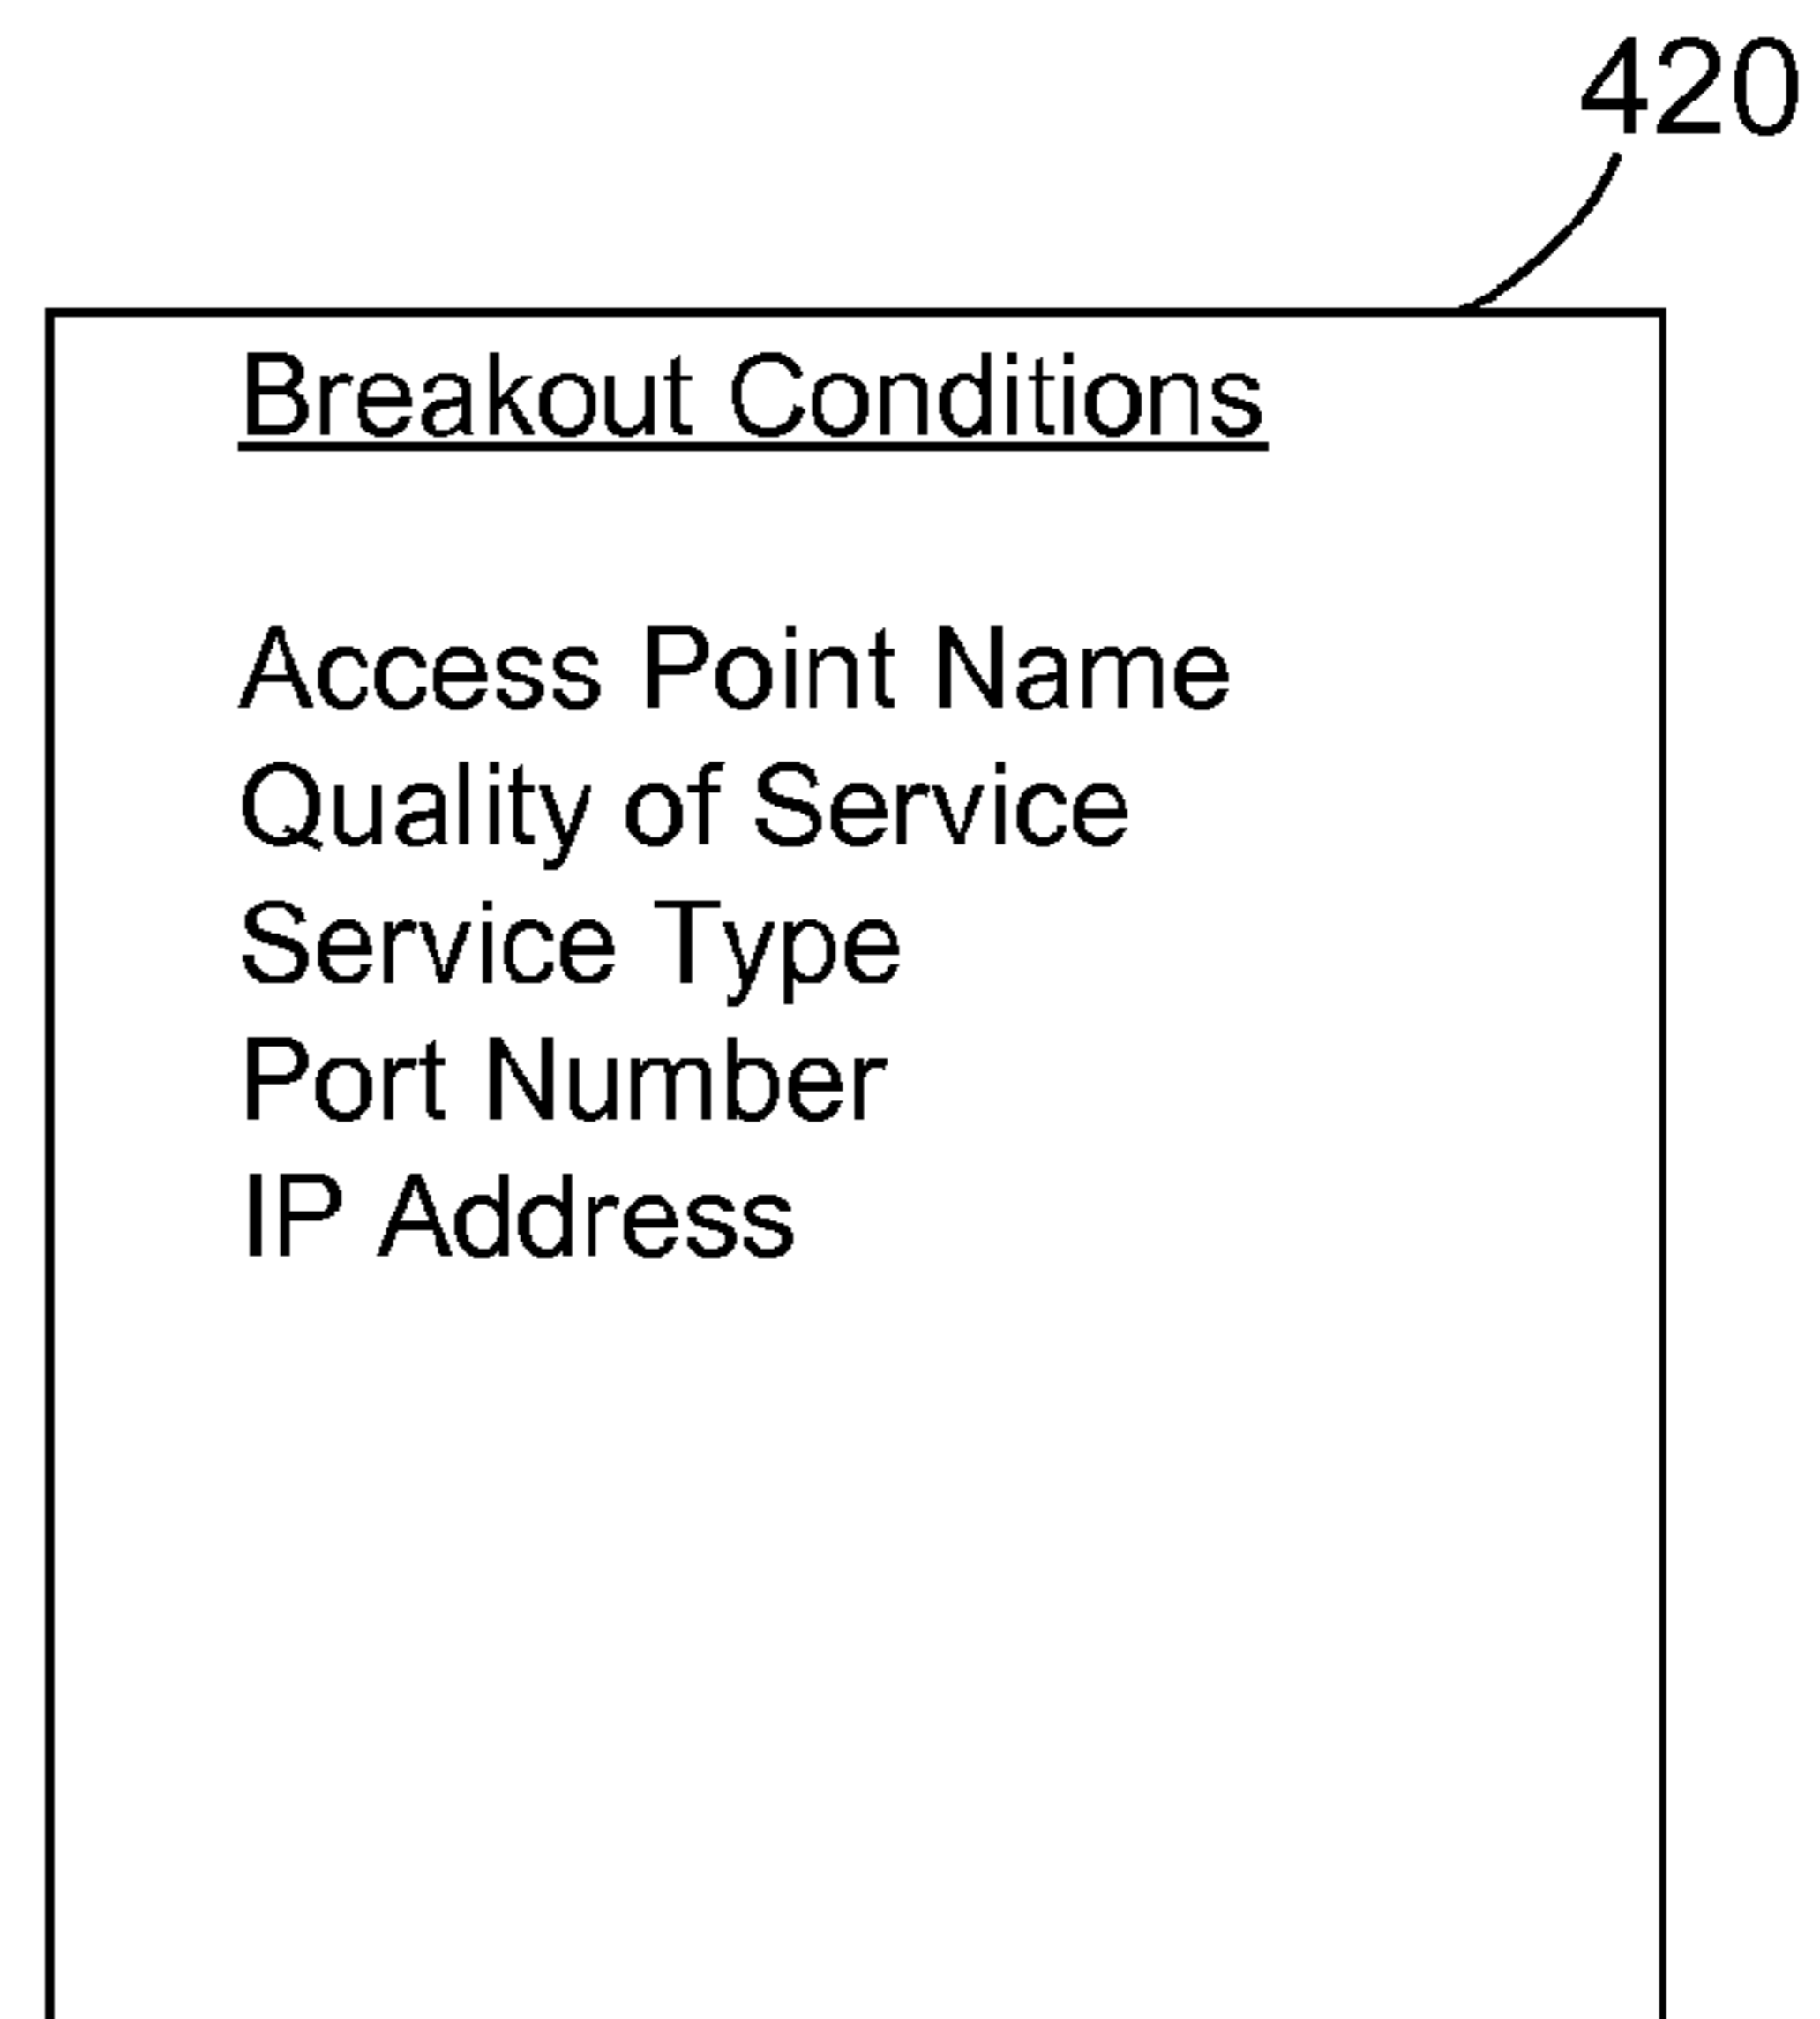 420
Breakout Conditions
Access Point Name
Quality of Service
Service Type
Port Number
IP Address